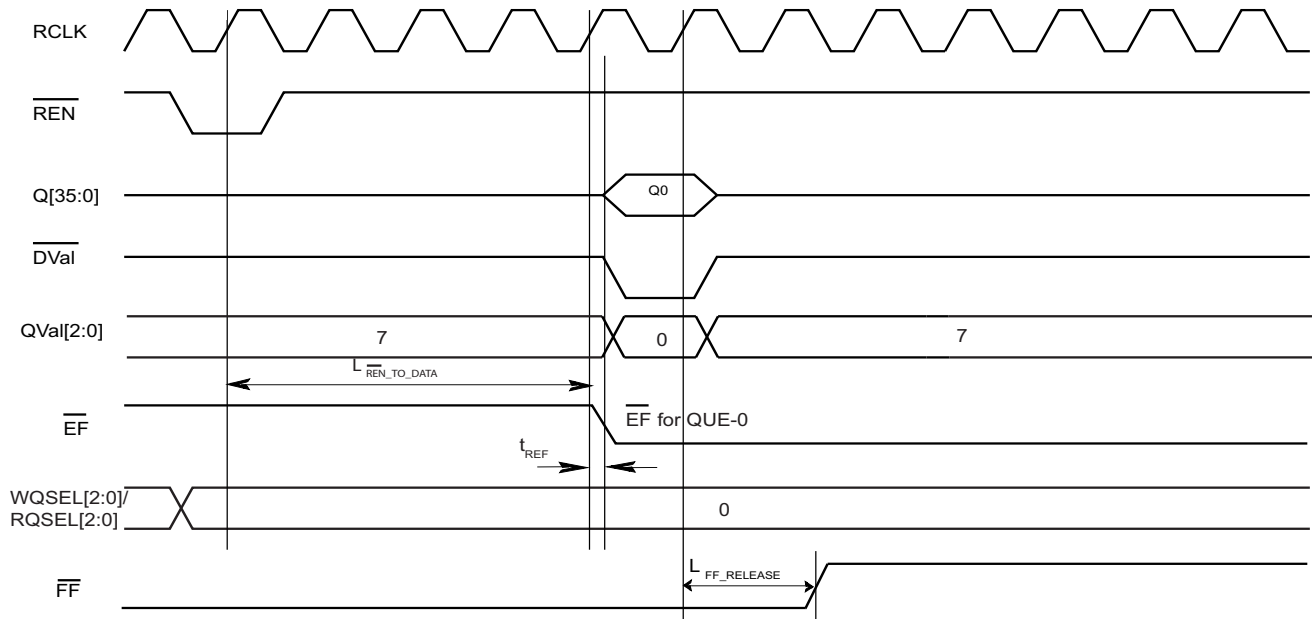 RCLK
REN
Q[35:0]
Q0
DVal
QVal[2:0]
7
0
7
L REN_TO_DATA
EF
EF for QUE-0
tREF
WQSEL[2:0]/
RQSEL[2:0]
0
L FF_RELEASE
FF